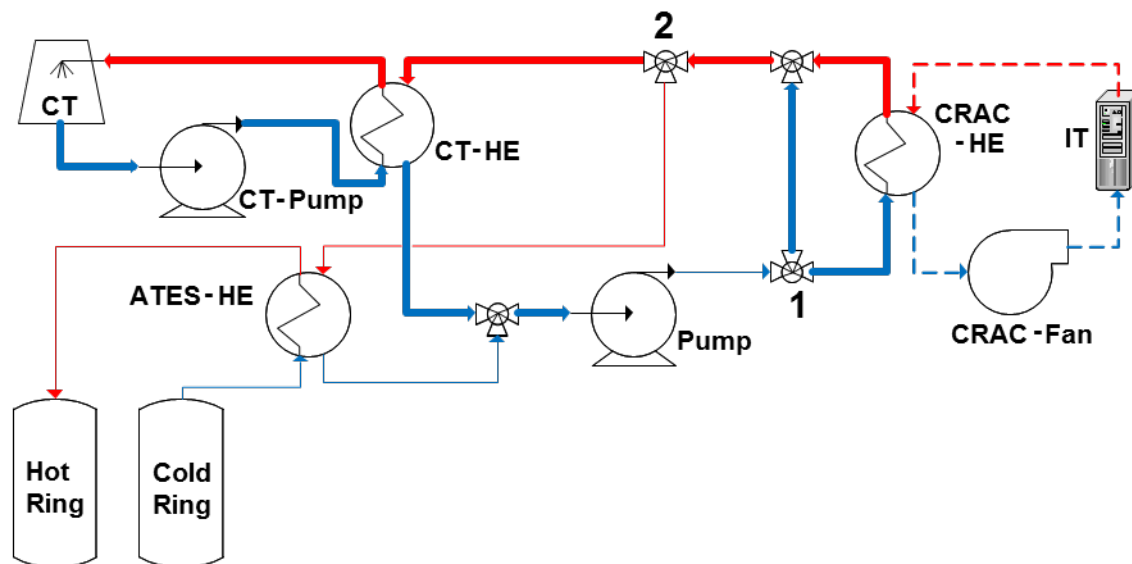 2
CT
CT-HE
CRAC
-HE
IT
CT-Pump
ATES-HE
1
Pump
CRAC-Fan
Hot
Ring
Cold
Ring